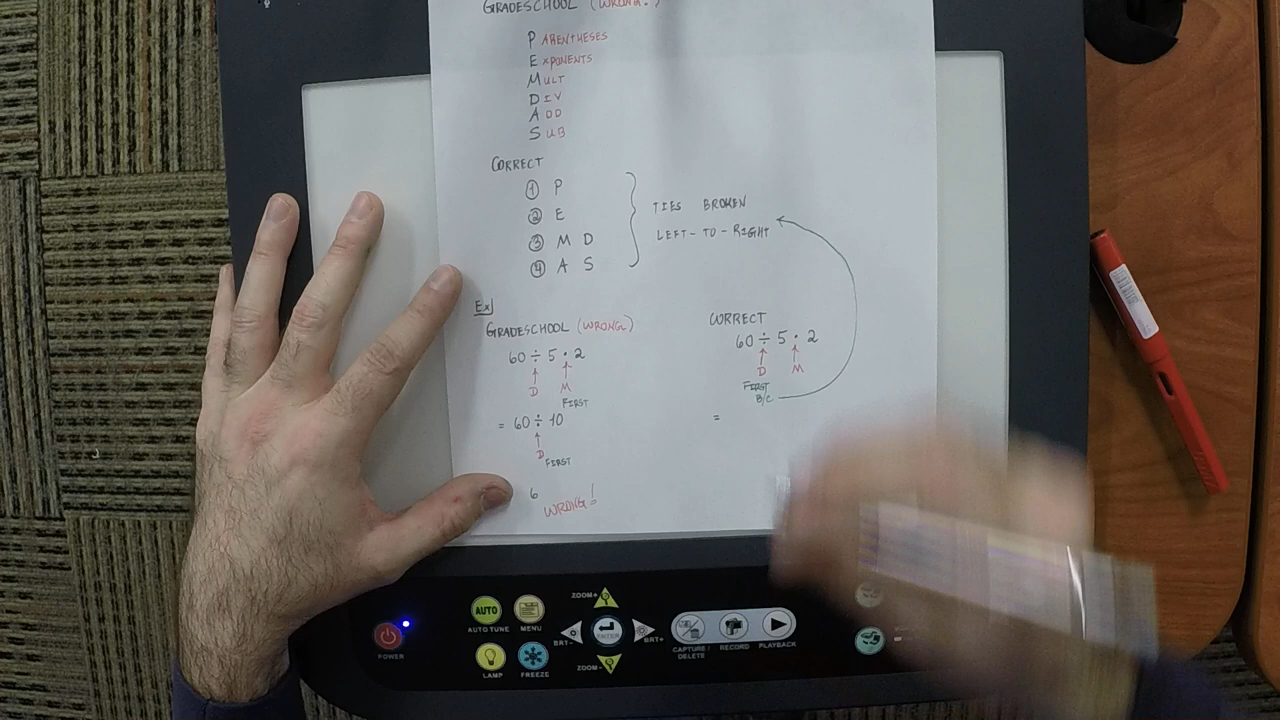 GRADESCHOOL (WRONG!)
PARENTHESES
EXPONENTS
MULT
DIV
ADD
SUB
CORRECT
① P
② E
③ M D
④ A S
TIES BROKEN
LEFT-TO-RIGHT
Ex
GRADESCHOOL (WRONG)
60 ÷ 5 · 2
D M
FIRST
= 60 ÷ 10
D
FIRST
6
WRONG!
CORRECT
60 ÷ 5 · 2
D M
FIRST
B/C
=
POWER
AUTO
AUTO TUNE
MENU
LAMP
FREEZE
ZOOM+
BRT-
ENTER
BRT+
ZOOM-
CAPTURE /
DELETE
RECORD
PLAYBACK